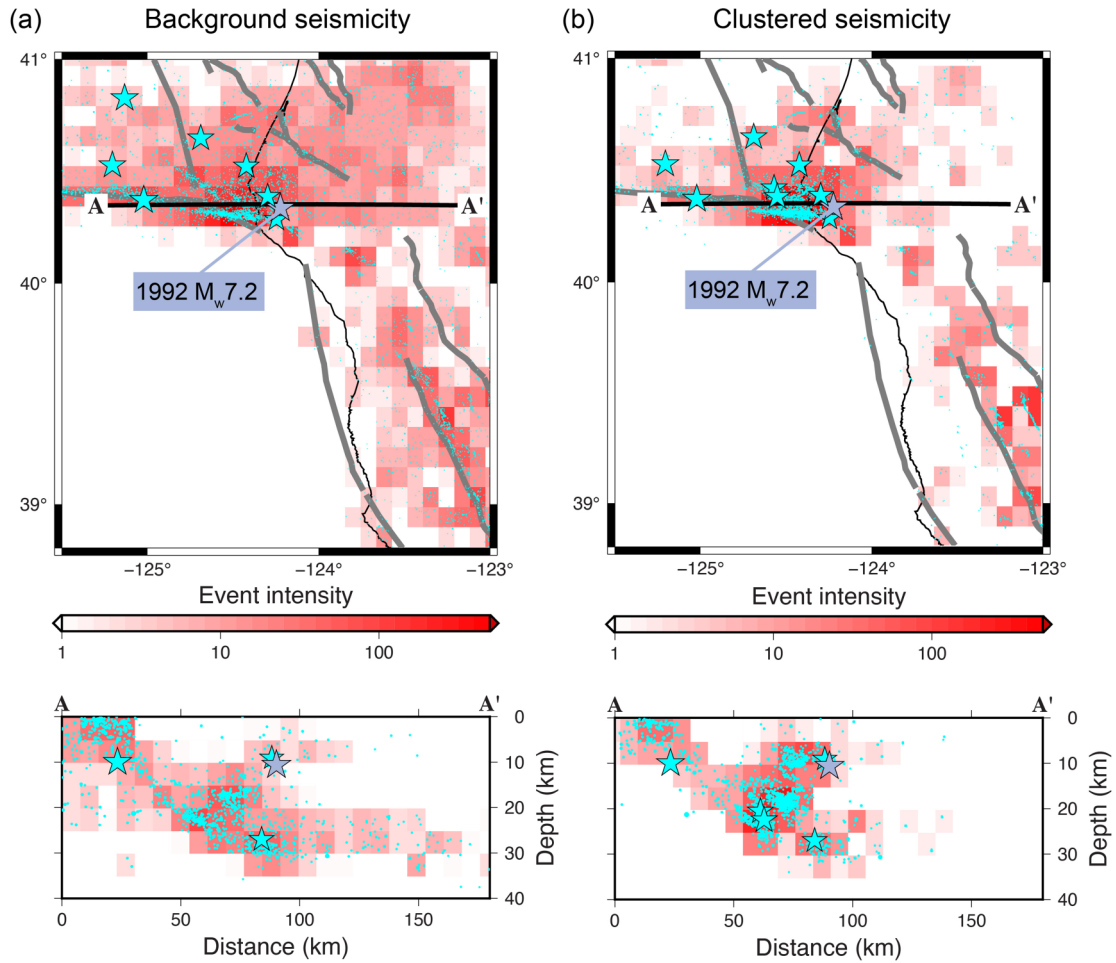 (a) Background seismicity
(b) Clustered seismicity
41°
40°
39°
−125° −124° −123°
A A'
1992 Mw7.2
Event intensity
1 10 100
A A'
0
10
20
30
40
Depth (km)
0 50 100 150
Distance (km)
41°
40°
39°
−125° −124° −123°
A A'
1992 Mw7.2
Event intensity
1 10 100
A A'
0
10
20
30
40
Depth (km)
0 50 100 150
Distance (km)